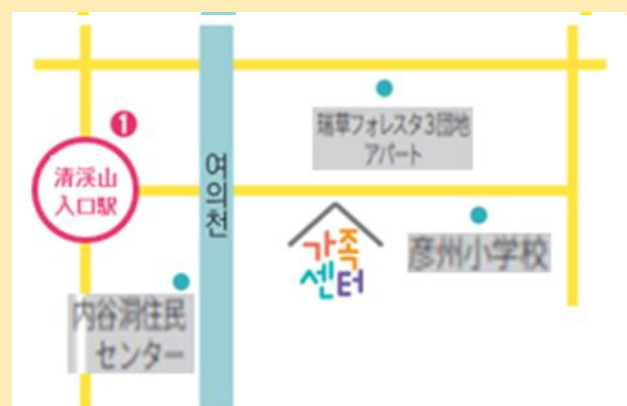 瑞草フォレスタ3団地
アパート
1
清渓山
入口駅
여의천
가족
센터
彦州小学校
内谷洞住民
センター